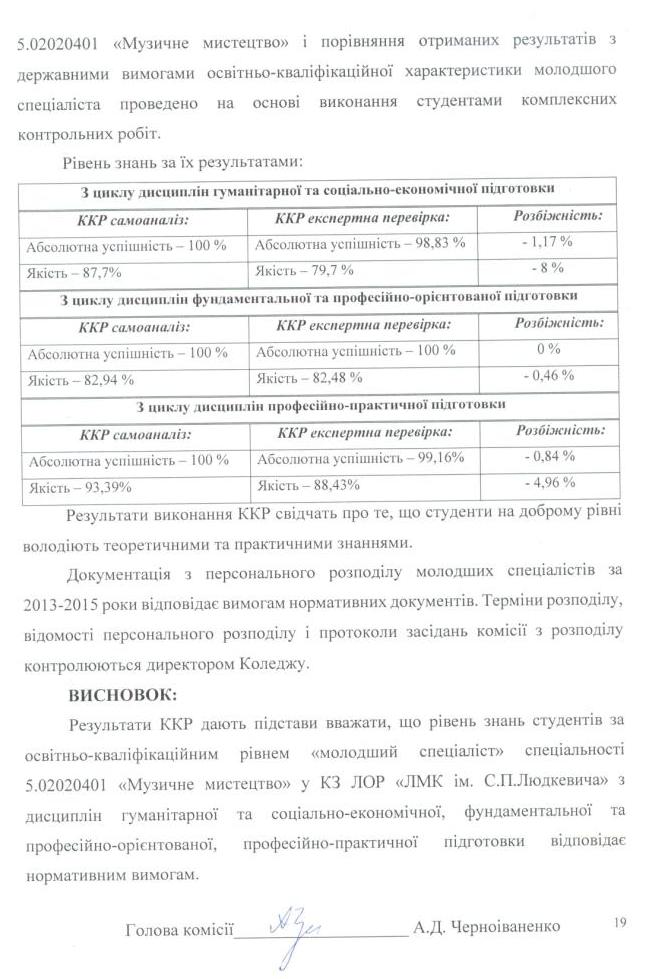 5.02020401 «Музичне мистецтво» і порівняння отриманих результатів з
державними вимогами освітньо-кваліфікаційної характеристики молодшого
спеціаліста проведено на основі виконання студентами комплексних
контрольних робіт.
Рівень знань за їх результатами:
З циклу дисциплін гуманітарної та соціально-економічної підготовки
ККР самоаналіз: ККР експертна перевірка: Розбіжність:
Абсолютна успішність – 100 % Абсолютна успішність – 98,83 % - 1,17 %
Якість – 87,7% Якість – 79,7 % - 8 %
З циклу дисциплін фундаментальної та професійно-орієнтованої підготовки
ККР самоаналіз: ККР експертна перевірка: Розбіжність:
Абсолютна успішність – 100 % Абсолютна успішність – 100 % 0 %
Якість – 82,94 % Якість – 82,48 % - 0,46 %
З циклу дисциплін професійно-практичної підготовки
ККР самоаналіз: ККР експертна перевірка: Розбіжність:
Абсолютна успішність – 100 % Абсолютна успішність – 99,16% - 0,84 %
Якість – 93,39% Якість – 88,43% - 4,96 %
Результати виконання ККР свідчать про те, що студенти на доброму рівні
володіють теоретичними та практичними знаннями.
Документація з персонального розподілу молодших спеціалістів за
2013-2015 роки відповідає вимогам нормативних документів. Терміни розподілу,
відомості персонального розподілу і протоколи засідань комісії з розподілу
контролюються директором Коледжу.
ВИСНОВОК:
Результати ККР дають підстави вважати, що рівень знань студентів за
освітньо-кваліфікаційним рівнем «молодший спеціаліст» спеціальності
5.02020401 «Музичне мистецтво» у КЗ ЛОР «ЛМК ім. С.П.Людкевича» з
дисциплін гуманітарної та соціально-економічної, фундаментальної та
професійно-орієнтованої, професійно-практичної підготовки відповідає
нормативним вимогам.
Голова комісії А.Д. Черноіваненко 19